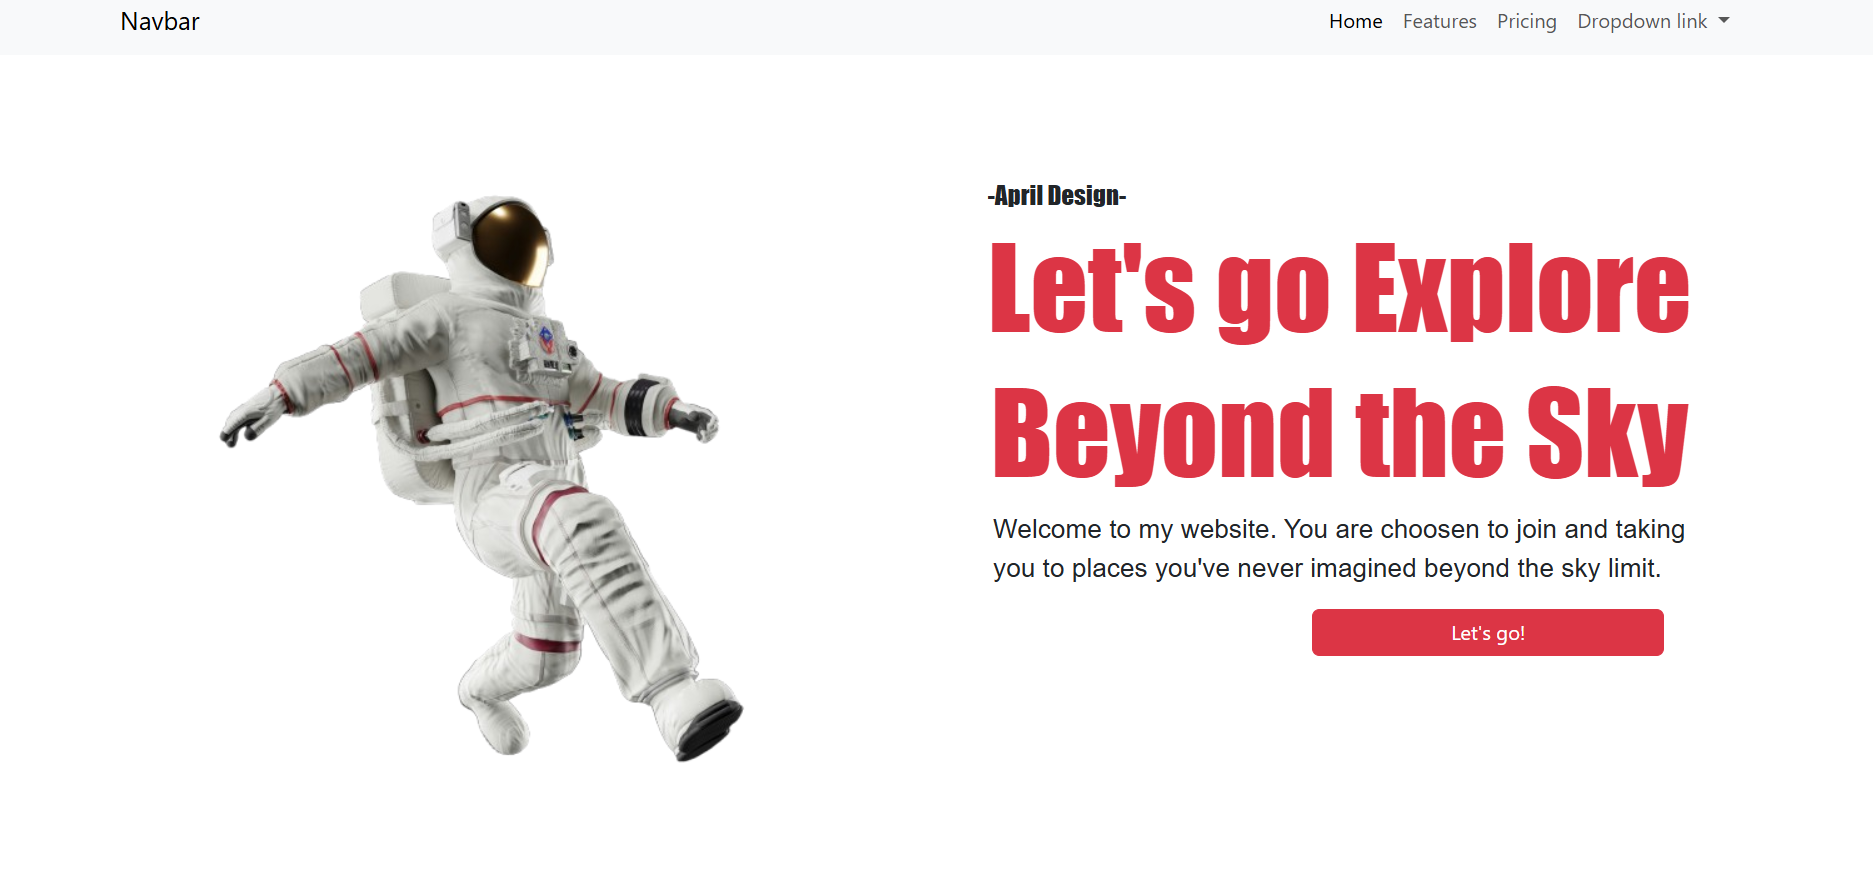 Navbar
Home Features Pricing Dropdown link
-April Design-
Let's go Explore
Beyond the Sky
Welcome to my website. You are choosen to join and taking
you to places you've never imagined beyond the sky limit.
Let's go!